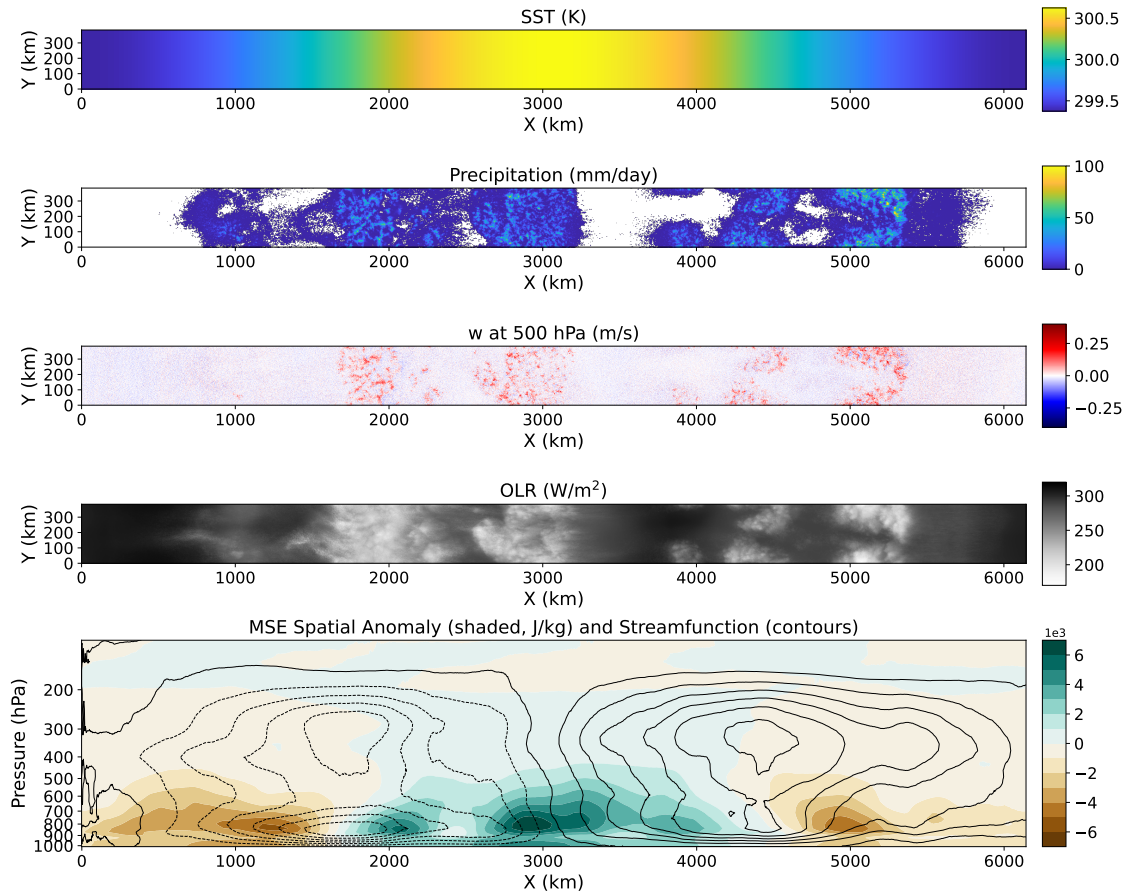 SST (K)
Y (km)
300
200
100
0
0 1000 2000 3000 4000 5000 6000
X (km)
300.5
300.0
299.5
Precipitation (mm/day)
Y (km)
300
200
100
0
0 1000 2000 3000 4000 5000 6000
X (km)
100
50
0
w at 500 hPa (m/s)
Y (km)
300
200
100
0
0 1000 2000 3000 4000 5000 6000
X (km)
0.25
0.00
−0.25
OLR (W/m²)
Y (km)
300
200
100
0
0 1000 2000 3000 4000 5000 6000
X (km)
300
250
200
MSE Spatial Anomaly (shaded, J/kg) and Streamfunction (contours)
Pressure (hPa)
200
300
400
500
600
700
800
900
1000
0 1000 2000 3000 4000 5000 6000
X (km)
1e3
6
4
2
0
−2
−4
−6